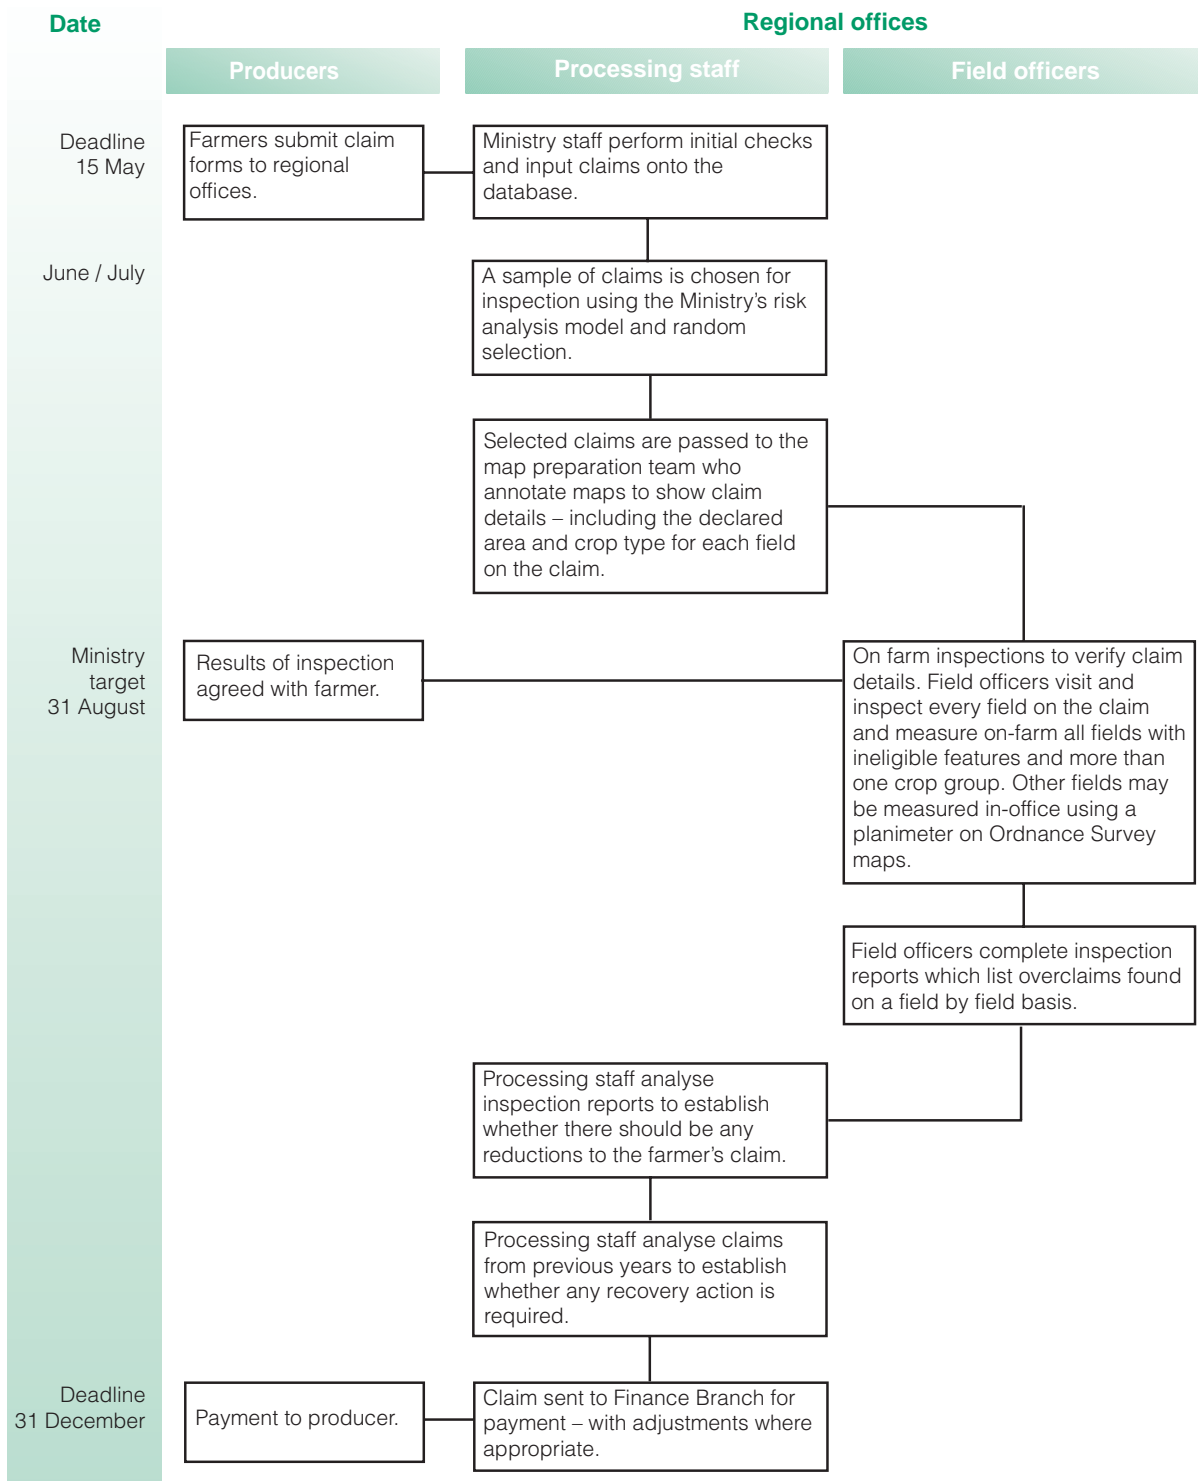 Date
Regional offices
Producers
Processing staff
Field officers
Deadline
15 May
Farmers submit claim
forms to regional
offices.
Ministry staff perform initial checks
and input claims onto the
database.
June / July
A sample of claims is chosen for
inspection using the Ministry's risk
analysis model and random
selection.
Selected claims are passed to the
map preparation team who
annotate maps to show claim
details – including the declared
area and crop type for each field
on the claim.
Ministry
target
31 August
Results of inspection
agreed with farmer.
On farm inspections to verify claim
details. Field officers visit and
inspect every field on the claim
and measure on-farm all fields with
ineligible features and more than
one crop group. Other fields may
be measured in-office using a
planimeter on Ordnance Survey
maps.
Field officers complete inspection
reports which list overclaims found
on a field by field basis.
Processing staff analyse
inspection reports to establish
whether there should be any
reductions to the farmer's claim.
Processing staff analyse claims
from previous years to establish
whether any recovery action is
required.
Deadline
31 December
Payment to producer.
Claim sent to Finance Branch for
payment – with adjustments where
appropriate.